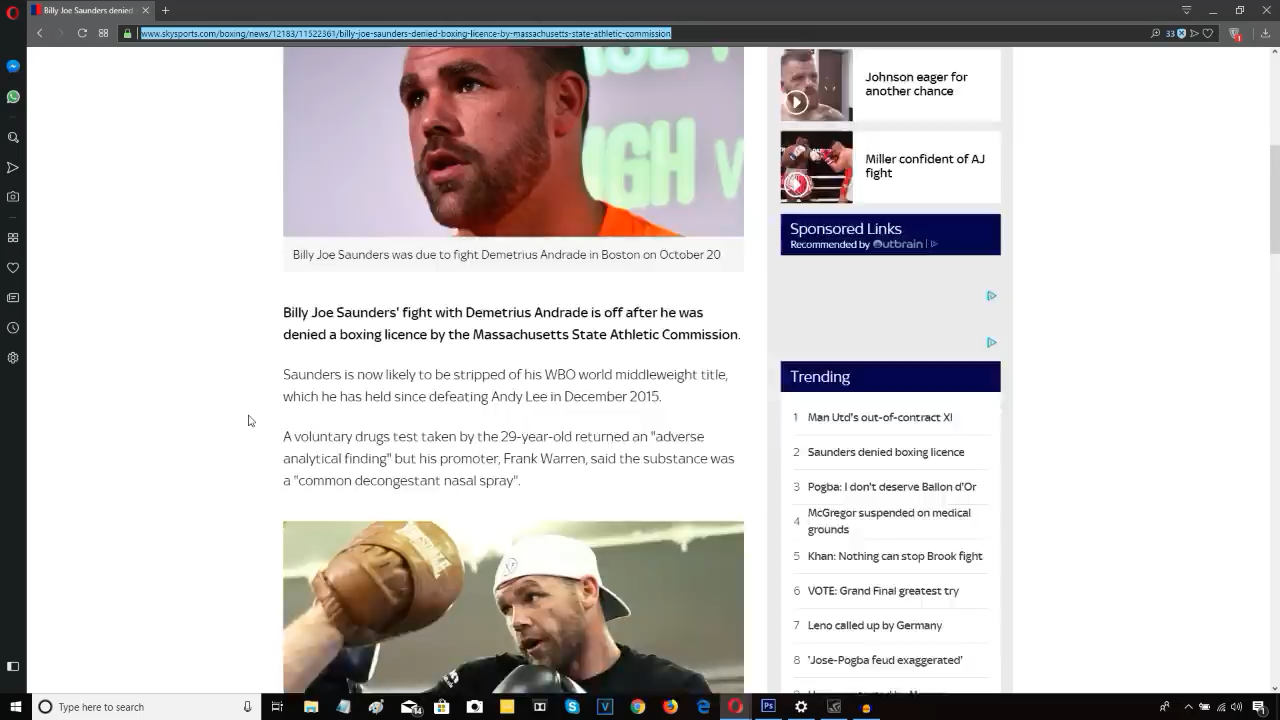 Billy Joe Saunders denied
www.skysports.com/boxing/news/12183/11522361/billy-joe-saunders-denied-boxing-licence-by-massachusetts-state-athletic-commission
33
Billy Joe Saunders was due to fight Demetrius Andrade in Boston on October 20
Billy Joe Saunders' fight with Demetrius Andrade is off after he was
denied a boxing licence by the Massachusetts State Athletic Commission.
Saunders is now likely to be stripped of his WBO world middleweight title,
which he has held since defeating Andy Lee in December 2015.
A voluntary drugs test taken by the 29-year-old returned an "adverse
analytical finding" but his promoter, Frank Warren, said the substance was
a "common decongestant nasal spray".
Johnson eager for
another chance
Miller confident of AJ
fight
Sponsored Links
Recommended by Outbrain
Trending
1 Man Utd's out-of-contract XI
2 Saunders denied boxing licence
3 Pogba: I don't deserve Ballon d'Or
4 McGregor suspended on medical
grounds
5 Khan: Nothing can stop Brook fight
6 VOTE: Grand Final greatest try
7 Leno called up by Germany
8 'Jose-Pogba feud exaggerated'
Type here to search
14